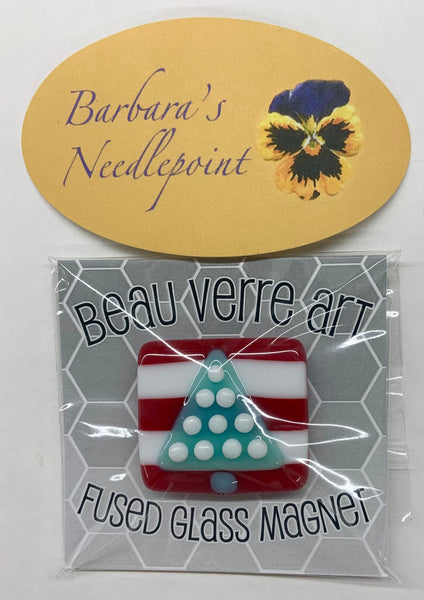 Barbara's
Needlepoint
Beau Verre Art
Fused Glass Magnet